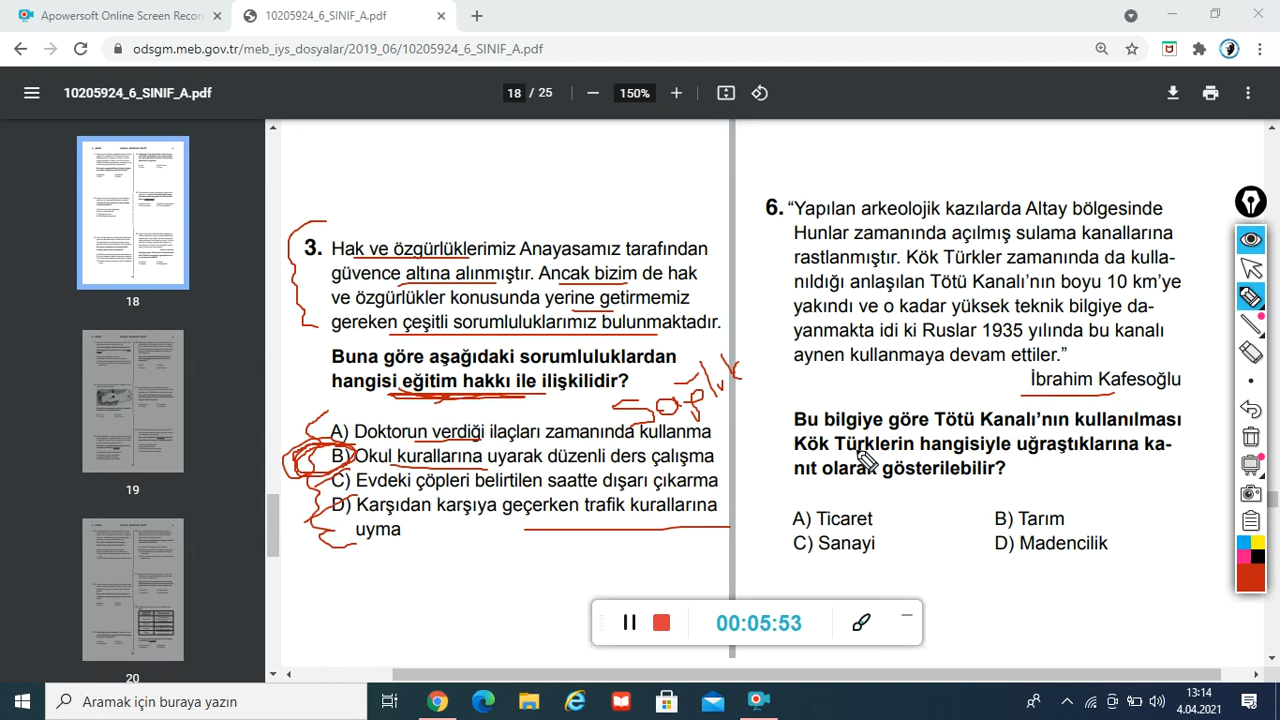 Apowersoft Online Screen Record
10205924_6_SINIF_A.pdf
odsgm.meb.gov.tr/meb_iys_dosyalar/2019_06/10205924_6_SINIF_A.pdf
10205924_6_SINIF_A.pdf
18 / 25
150%
18
19
20
3. Hak ve özgürlüklerimiz Anayasamız tarafından
güvence altına alınmıştır. Ancak bizim de hak
ve özgürlükler konusunda yerine getirmemiz
gereken çeşitli sorumluluklarımız bulunmaktadır.
Buna göre aşağıdaki sorumluluklardan
hangisi eğitim hakkı ile ilişkilidir?
A) Doktorun verdiği ilaçları zamanında kullanma
B) Okul kurallarına uyarak düzenli ders çalışma
C) Evdeki çöpleri belirtilen saatte dışarı çıkarma
D) Karşıdan karşıya geçerken trafik kurallarına
uyma
6. “Yapılan arkeolojik kazılarda Altay bölgesinde
Hunlar zamanında açılmış sulama kanallarına
rastlanmıştır. Kök Türkler zamanında da kulla-
nıldığı anlaşılan Tötü Kanalı’nın boyu 10 km’ye
yakındı ve o kadar yüksek teknik bilgiye da-
yanmakta idi ki Ruslar 1935 yılında bu kanalı
aynen kullanmaya devam ettiler.”
İbrahim Kafesoğlu
Bu bilgiye göre Tötü Kanalı’nın kullanılması
Kök Türklerin hangisiyle uğraştıklarına ka-
nıt olarak gösterilebilir?
A) Ticaret B) Tarım
C) Sanayi D) Madencilik
00:05:53
Aramak için buraya yazın
13:14
4.04.2021